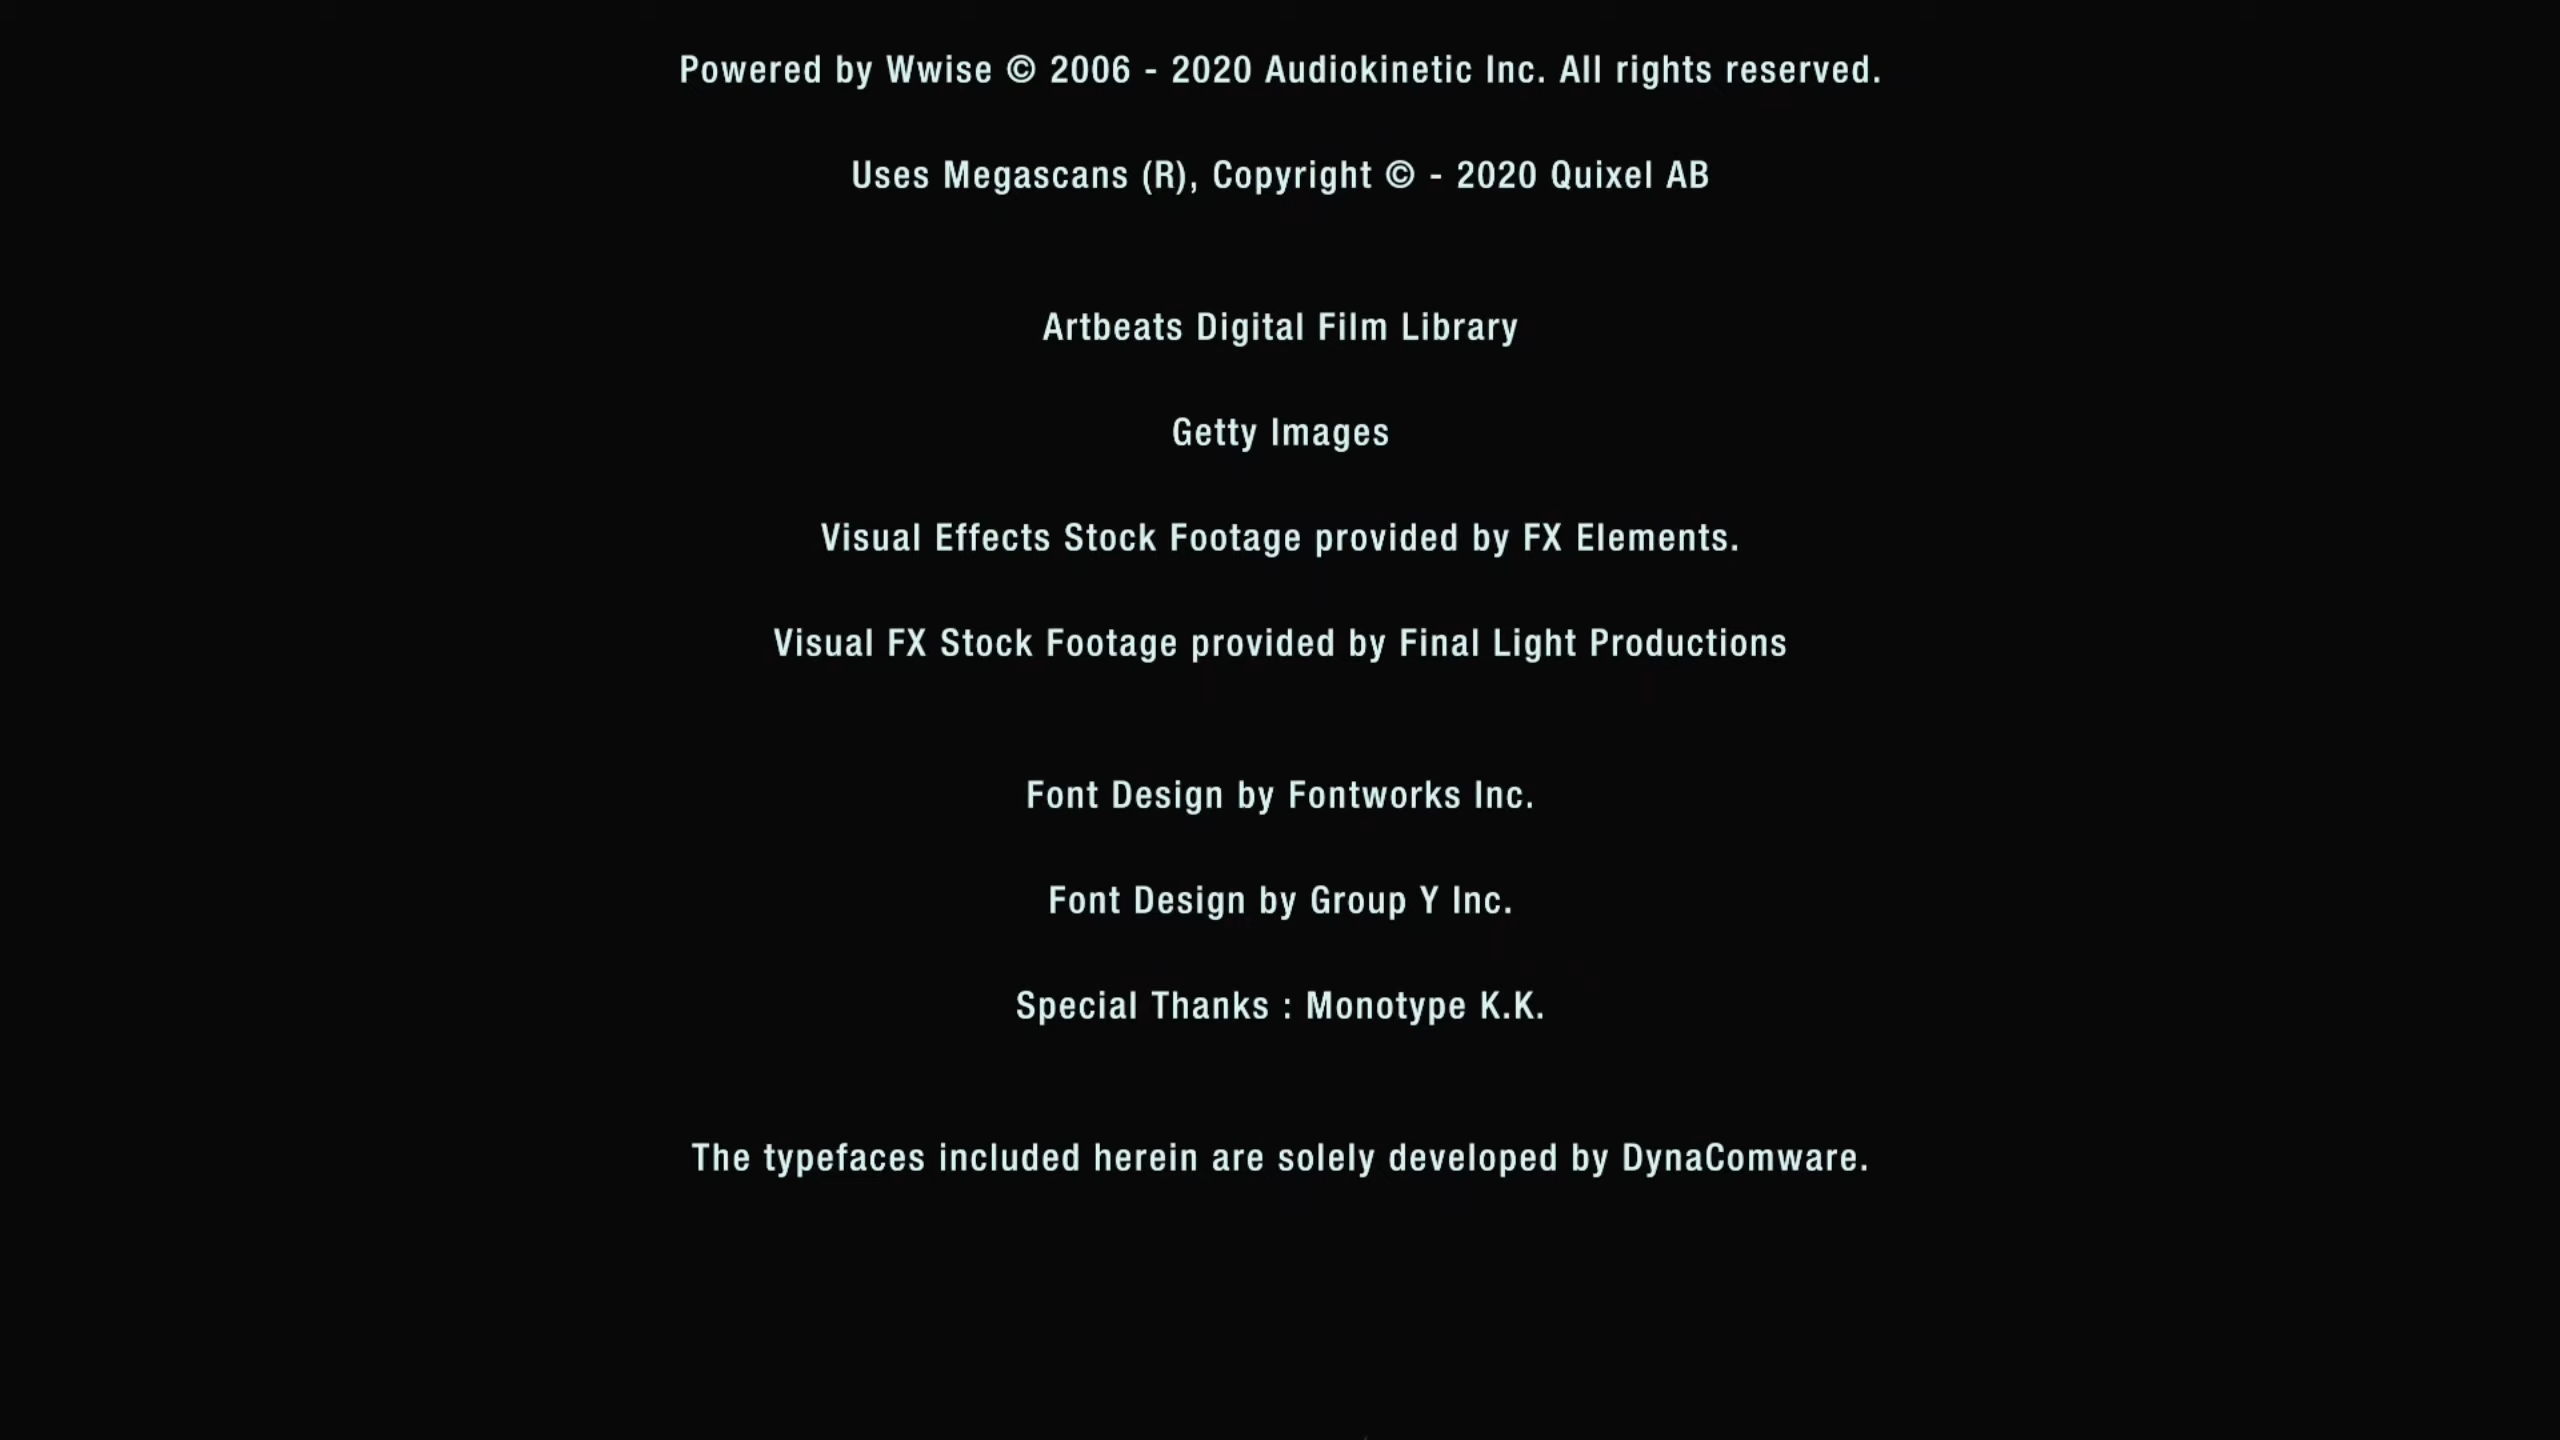 Powered by Wwise © 2006 - 2020 Audiokinetic Inc. All rights reserved.
Uses Megascans (R), Copyright © - 2020 Quixel AB
Artbeats Digital Film Library
Getty Images
Visual Effects Stock Footage provided by FX Elements.
Visual FX Stock Footage provided by Final Light Productions
Font Design by Fontworks Inc.
Font Design by Group Y Inc.
Special Thanks : Monotype K.K.
The typefaces included herein are solely developed by DynaComware.